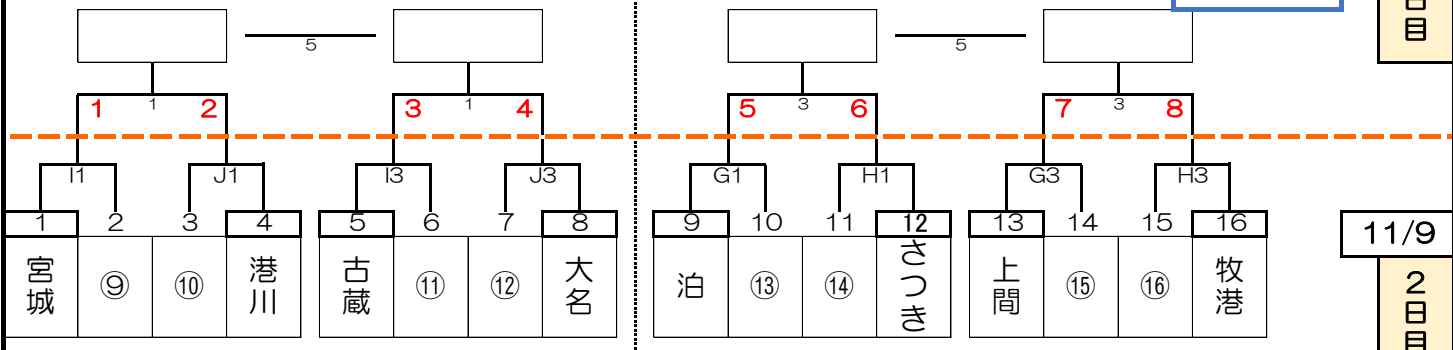 日目
5 5
1 1 2 3 1 4 5 3 6 7 3 8
I1 J1 I3 J3 G1 H1 G3 H3
1 2 3 4 5 6 7 8 9 10 11 12 13 14 15 16
11/9
宮城 ⑨ ⑩ 港川 古蔵 ⑪ ⑫ 大名 泊 ⑬ ⑭ さつき 上間 ⑮ ⑯ 牧港
2日目